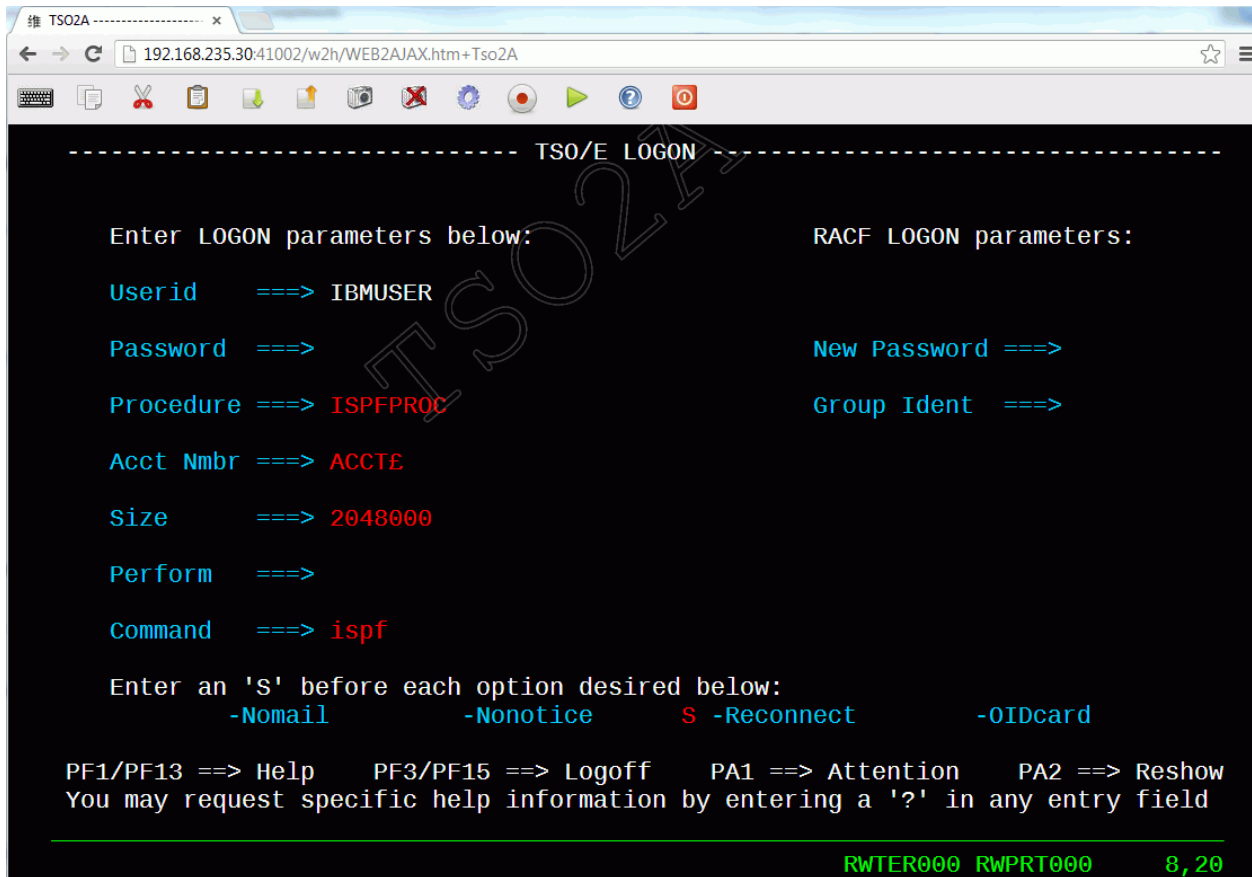 维 TSO2A -------------------- ×
192.168.235.30:41002/w2h/WEB2AJAX.htm+Tso2A
------------------------------- TSO/E LOGON -----------------------------------
Enter LOGON parameters below: RACF LOGON parameters:
Userid ===> IBMUSER
Password ===> New Password ===>
Procedure ===> ISPFPROC Group Ident ===>
Acct Nmbr ===> ACCT£
Size ===> 2048000
Perform ===>
Command ===> ispf
Enter an 'S' before each option desired below:
-Nomail -Nonotice S -Reconnect -OIDcard
PF1/PF13 ==> Help PF3/PF15 ==> Logoff PA1 ==> Attention PA2 ==> Reshow
You may request specific help information by entering a '?' in any entry field
RWTER000 RWPRT000 8,20
TSO2A